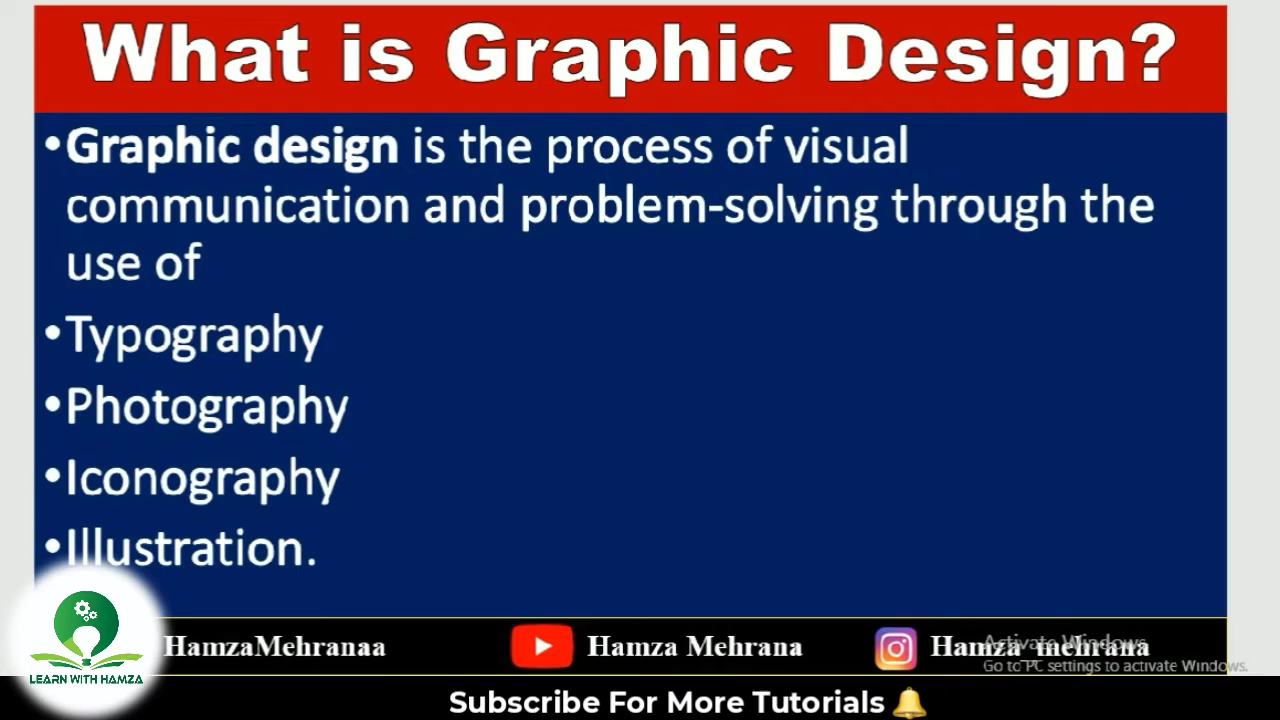 What is Graphic Design?
•Graphic design is the process of visual
communication and problem-solving through the
use of
•Typography
•Photography
•Iconography
•Illustration.
HamzaMehranaa
Hamza Mehrana
Hamza mehrana
Activate Windows
Go to PC settings to activate Windows.
LEARN WITH HAMZA
Subscribe For More Tutorials 🔔